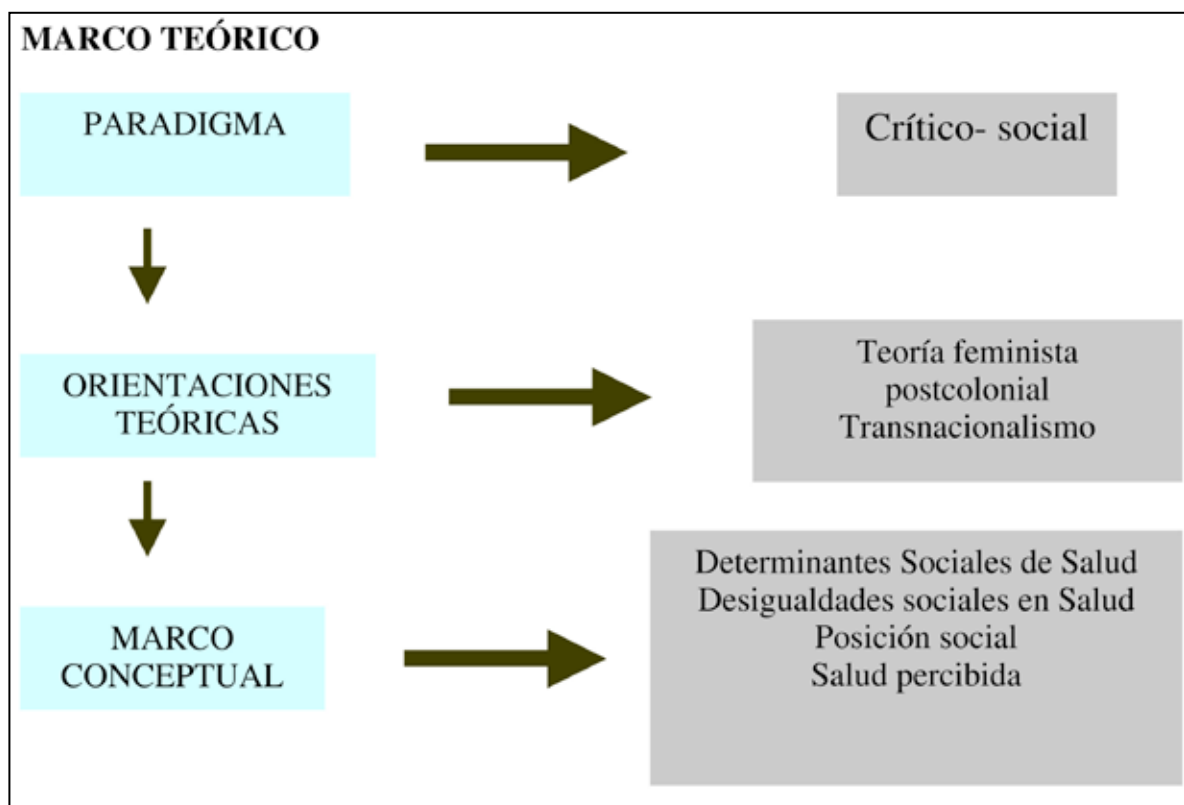 MARCO TEÓRICO
PARADIGMA
Crítico- social
ORIENTACIONES
TEÓRICAS
Teoría feminista
postcolonial
Transnacionalismo
MARCO
CONCEPTUAL
Determinantes Sociales de Salud
Desigualdades sociales en Salud
Posición social
Salud percibida